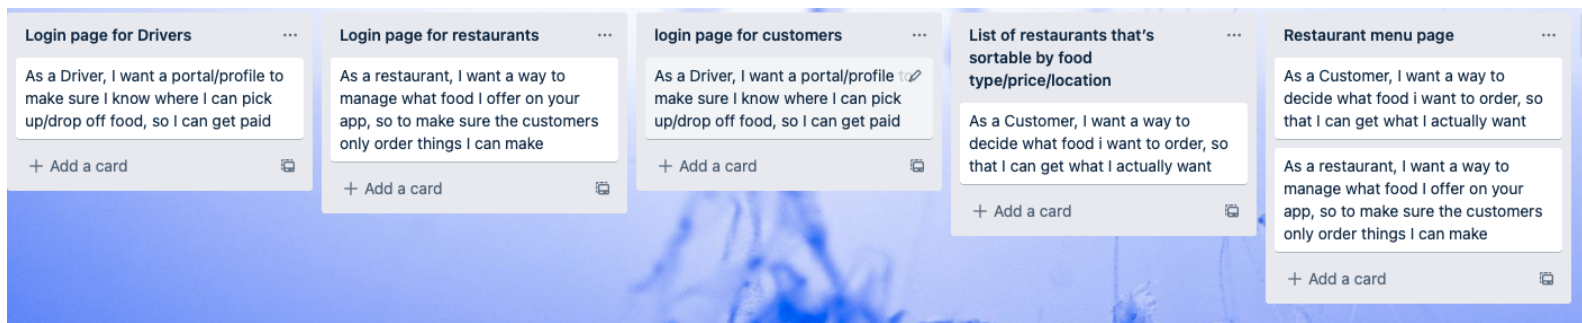 Login page for Drivers
As a Driver, I want a portal/profile to
make sure I know where I can pick
up/drop off food, so I can get paid
+ Add a card
Login page for restaurants
As a restaurant, I want a way to
manage what food I offer on your
app, so to make sure the customers
only order things I can make
+ Add a card
login page for customers
As a Driver, I want a portal/profile to
make sure I know where I can pick
up/drop off food, so I can get paid
+ Add a card
List of restaurants that's
sortable by food
type/price/location
As a Customer, I want a way to
decide what food i want to order, so
that I can get what I actually want
+ Add a card
Restaurant menu page
As a Customer, I want a way to
decide what food i want to order, so
that I can get what I actually want
As a restaurant, I want a way to
manage what food I offer on your
app, so to make sure the customers
only order things I can make
+ Add a card